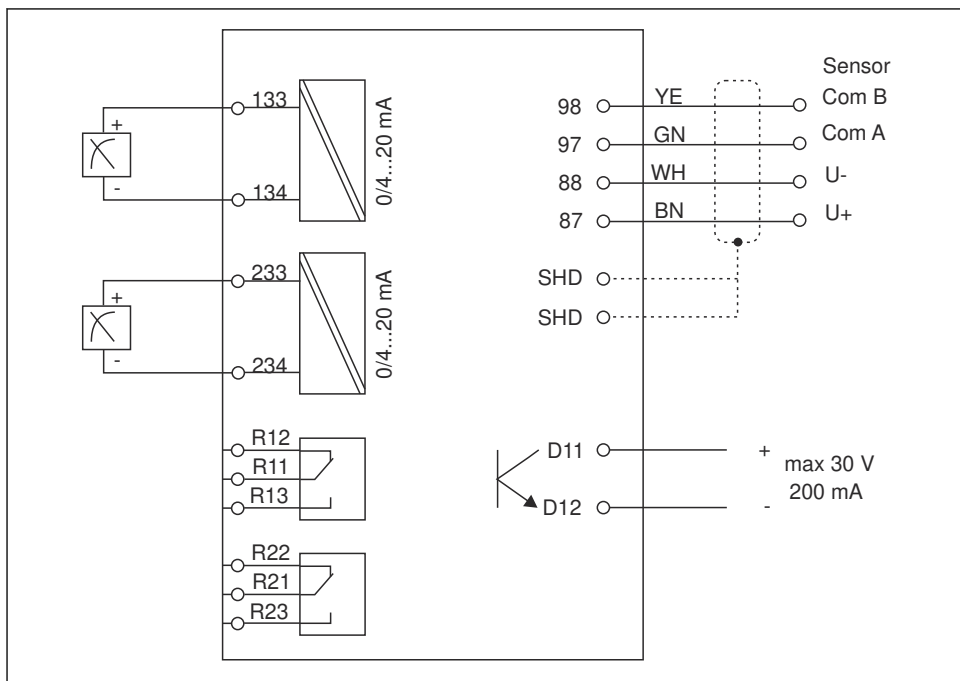 133
+
-
134
0/4...20 mA
233
+
-
234
0/4...20 mA
R12
R11
R13
R22
R21
R23
Sensor
98 YE Com B
97 GN Com A
88 WH U-
87 BN U+
SHD
SHD
D11 +
max 30 V
200 mA
D12 -